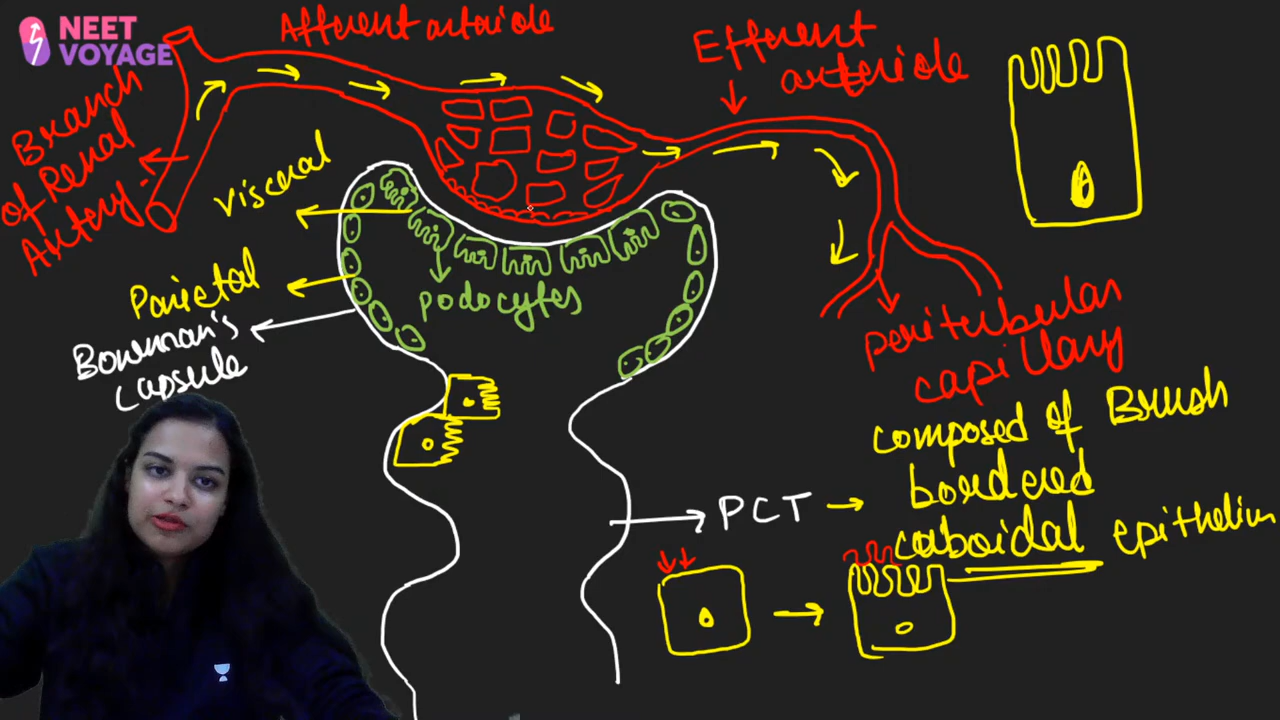 NEET
VOYAGE
Afferent arteriole
Efferent
arteriole
Branch
of Renal
Artery
visceral
Parietal
Bowman's
capsule
podocytes
peritubular
capillary
composed of Brush
bordered
cuboidal epithelium
PCT